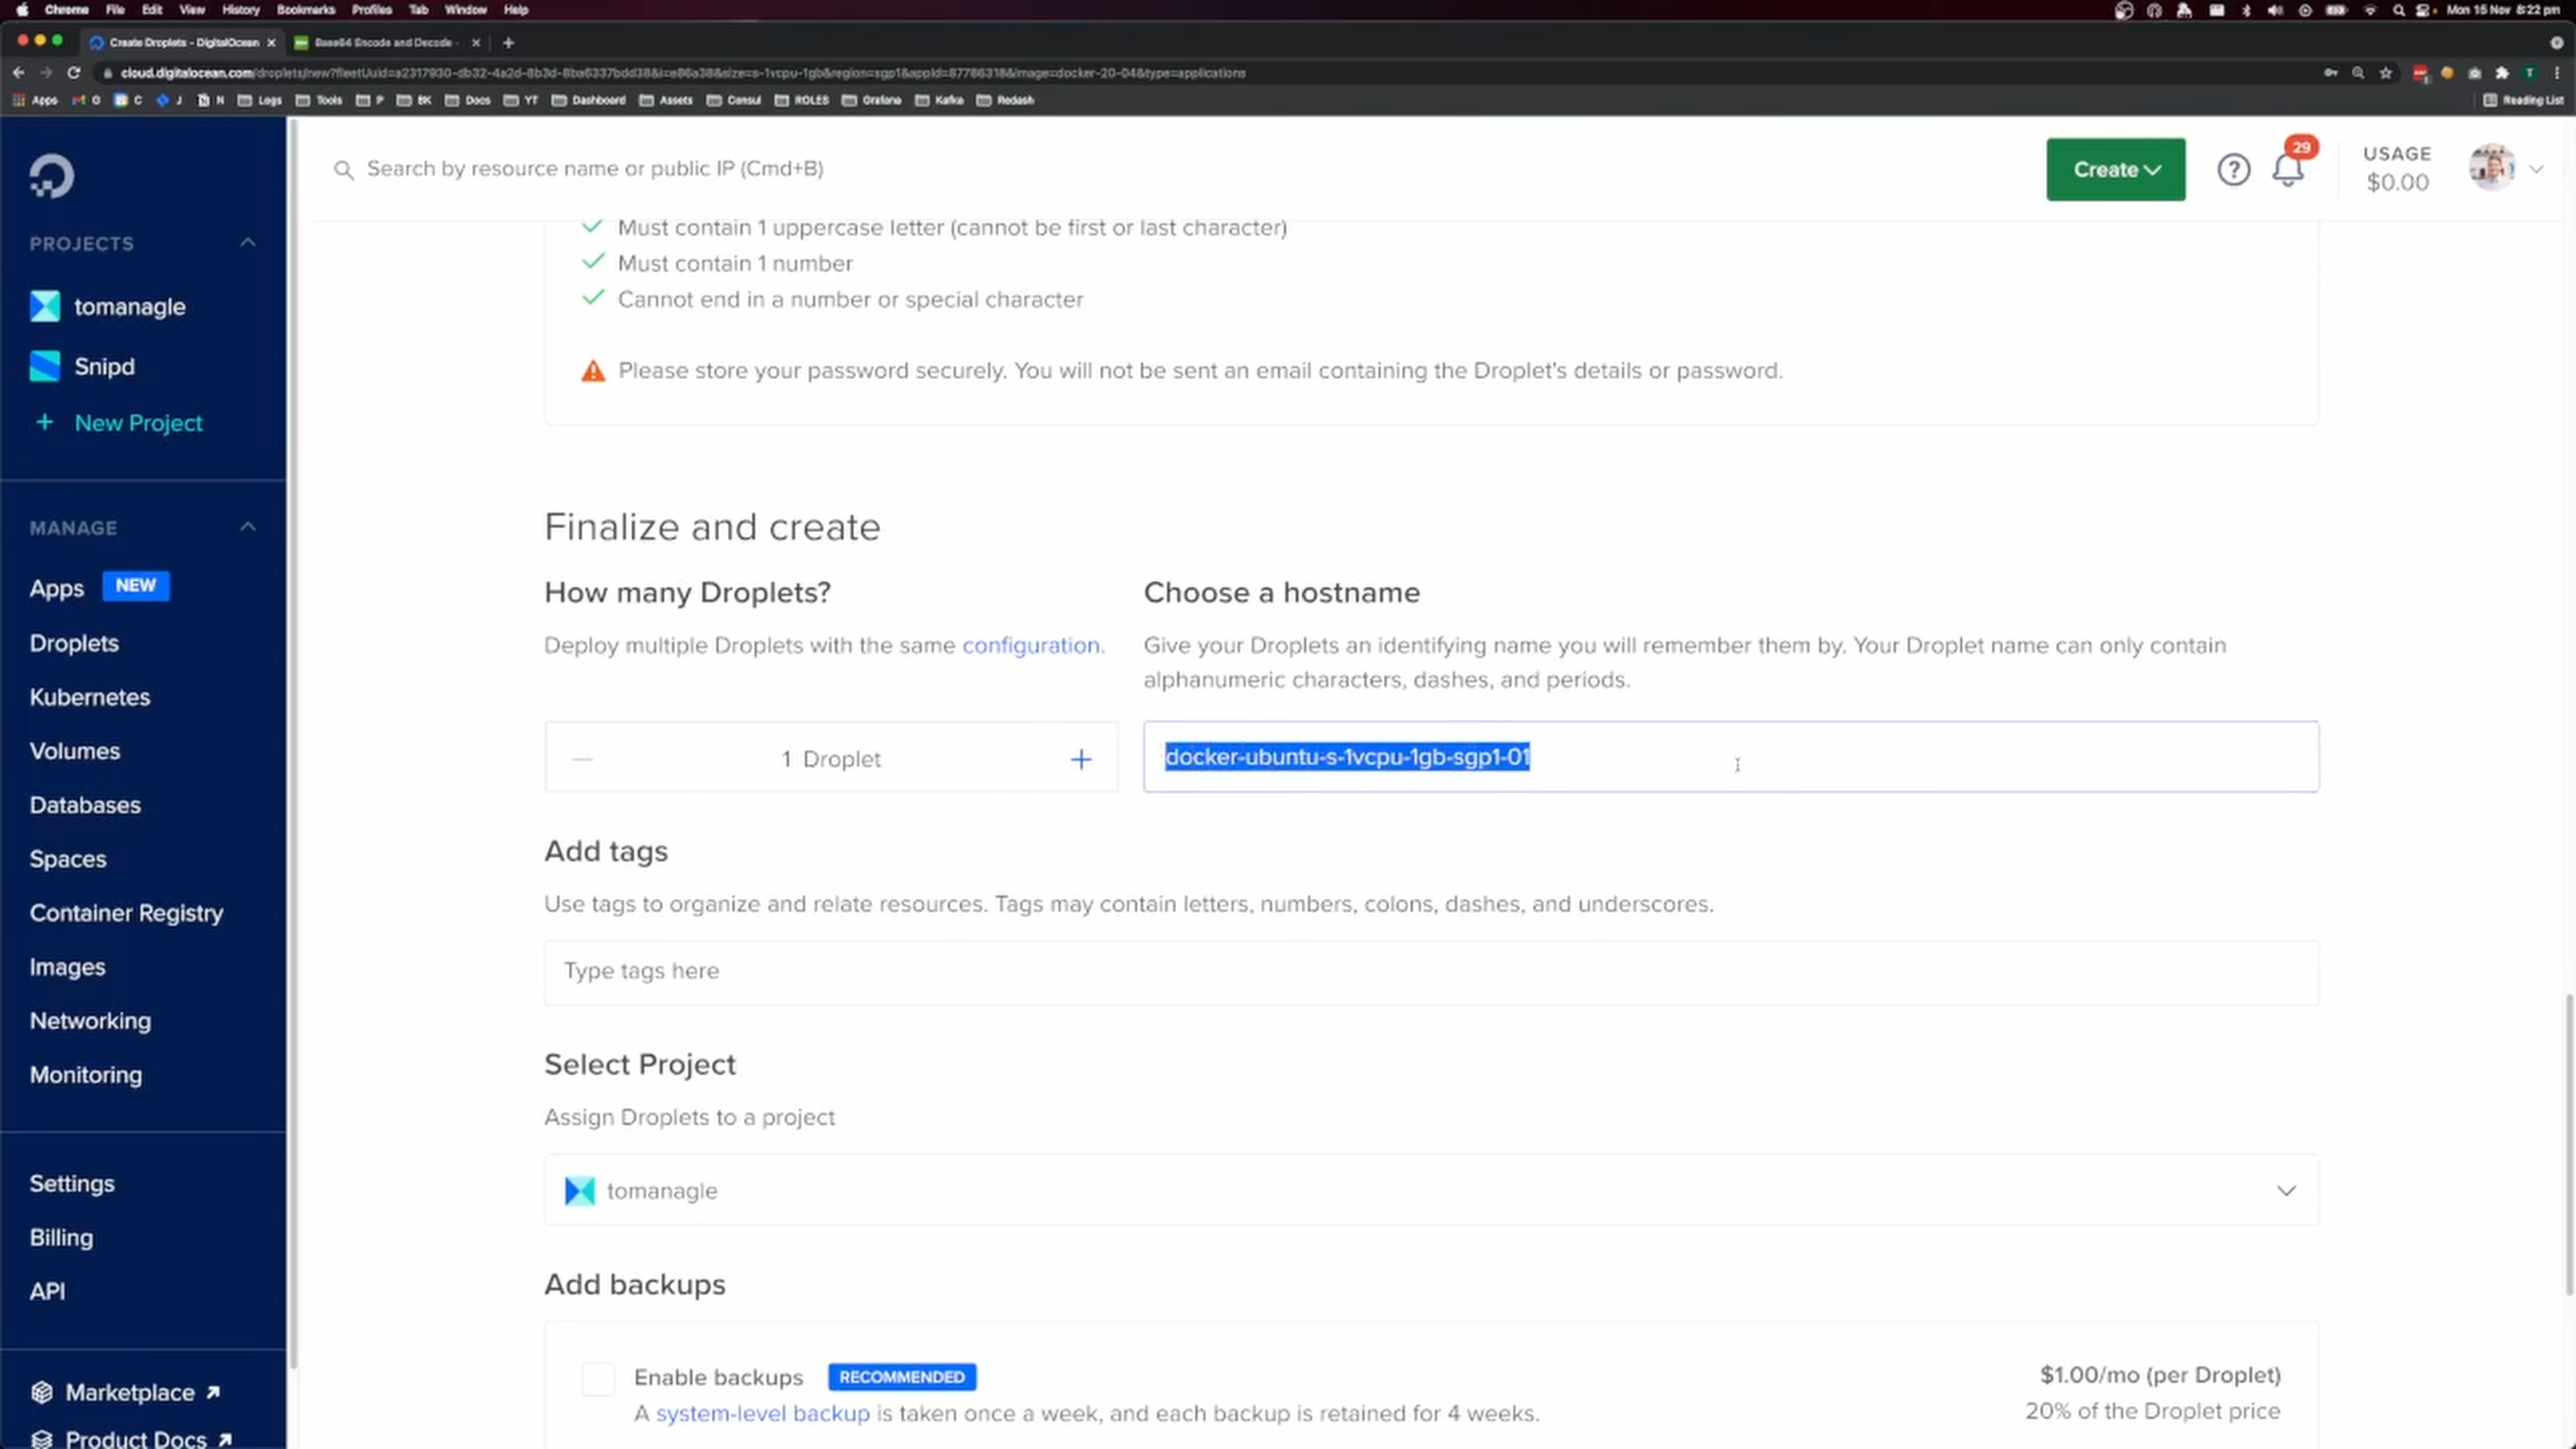 Chrome File Edit View History Bookmarks Profiles Tab Window Help
Mon 15 Nov 8:22 pm
Create Droplets - DigitalOcean
Base64 Encode and Decode -
cloud.digitalocean.com/droplets/new?fleetUuid=a2317930-db32-4a2d-8b3d-8ba6337bdd38&i=e86a38&size=s-1vcpu-1gb&region=sgp1&appId=87786318&image=docker-20-04&type=applications
Apps G C J N Logs Tools P BK Docs YT Dashboard Assets Consul ROLES Grafana Kafka Redash
Reading List
Search by resource name or public IP (Cmd+B)
Create
29
USAGE
$0.00
PROJECTS
tomanagle
Snipd
+ New Project
MANAGE
Apps NEW
Droplets
Kubernetes
Volumes
Databases
Spaces
Container Registry
Images
Networking
Monitoring
Settings
Billing
API
Marketplace
Product Docs
Must contain 1 uppercase letter (cannot be first or last character)
Must contain 1 number
Cannot end in a number or special character
Please store your password securely. You will not be sent an email containing the Droplet's details or password.
Finalize and create
How many Droplets?
Deploy multiple Droplets with the same configuration.
1 Droplet
Choose a hostname
Give your Droplets an identifying name you will remember them by. Your Droplet name can only contain
alphanumeric characters, dashes, and periods.
docker-ubuntu-s-1vcpu-1gb-sgp1-01
Add tags
Use tags to organize and relate resources. Tags may contain letters, numbers, colons, dashes, and underscores.
Type tags here
Select Project
Assign Droplets to a project
tomanagle
Add backups
Enable backups RECOMMENDED
A system-level backup is taken once a week, and each backup is retained for 4 weeks.
$1.00/mo (per Droplet)
20% of the Droplet price